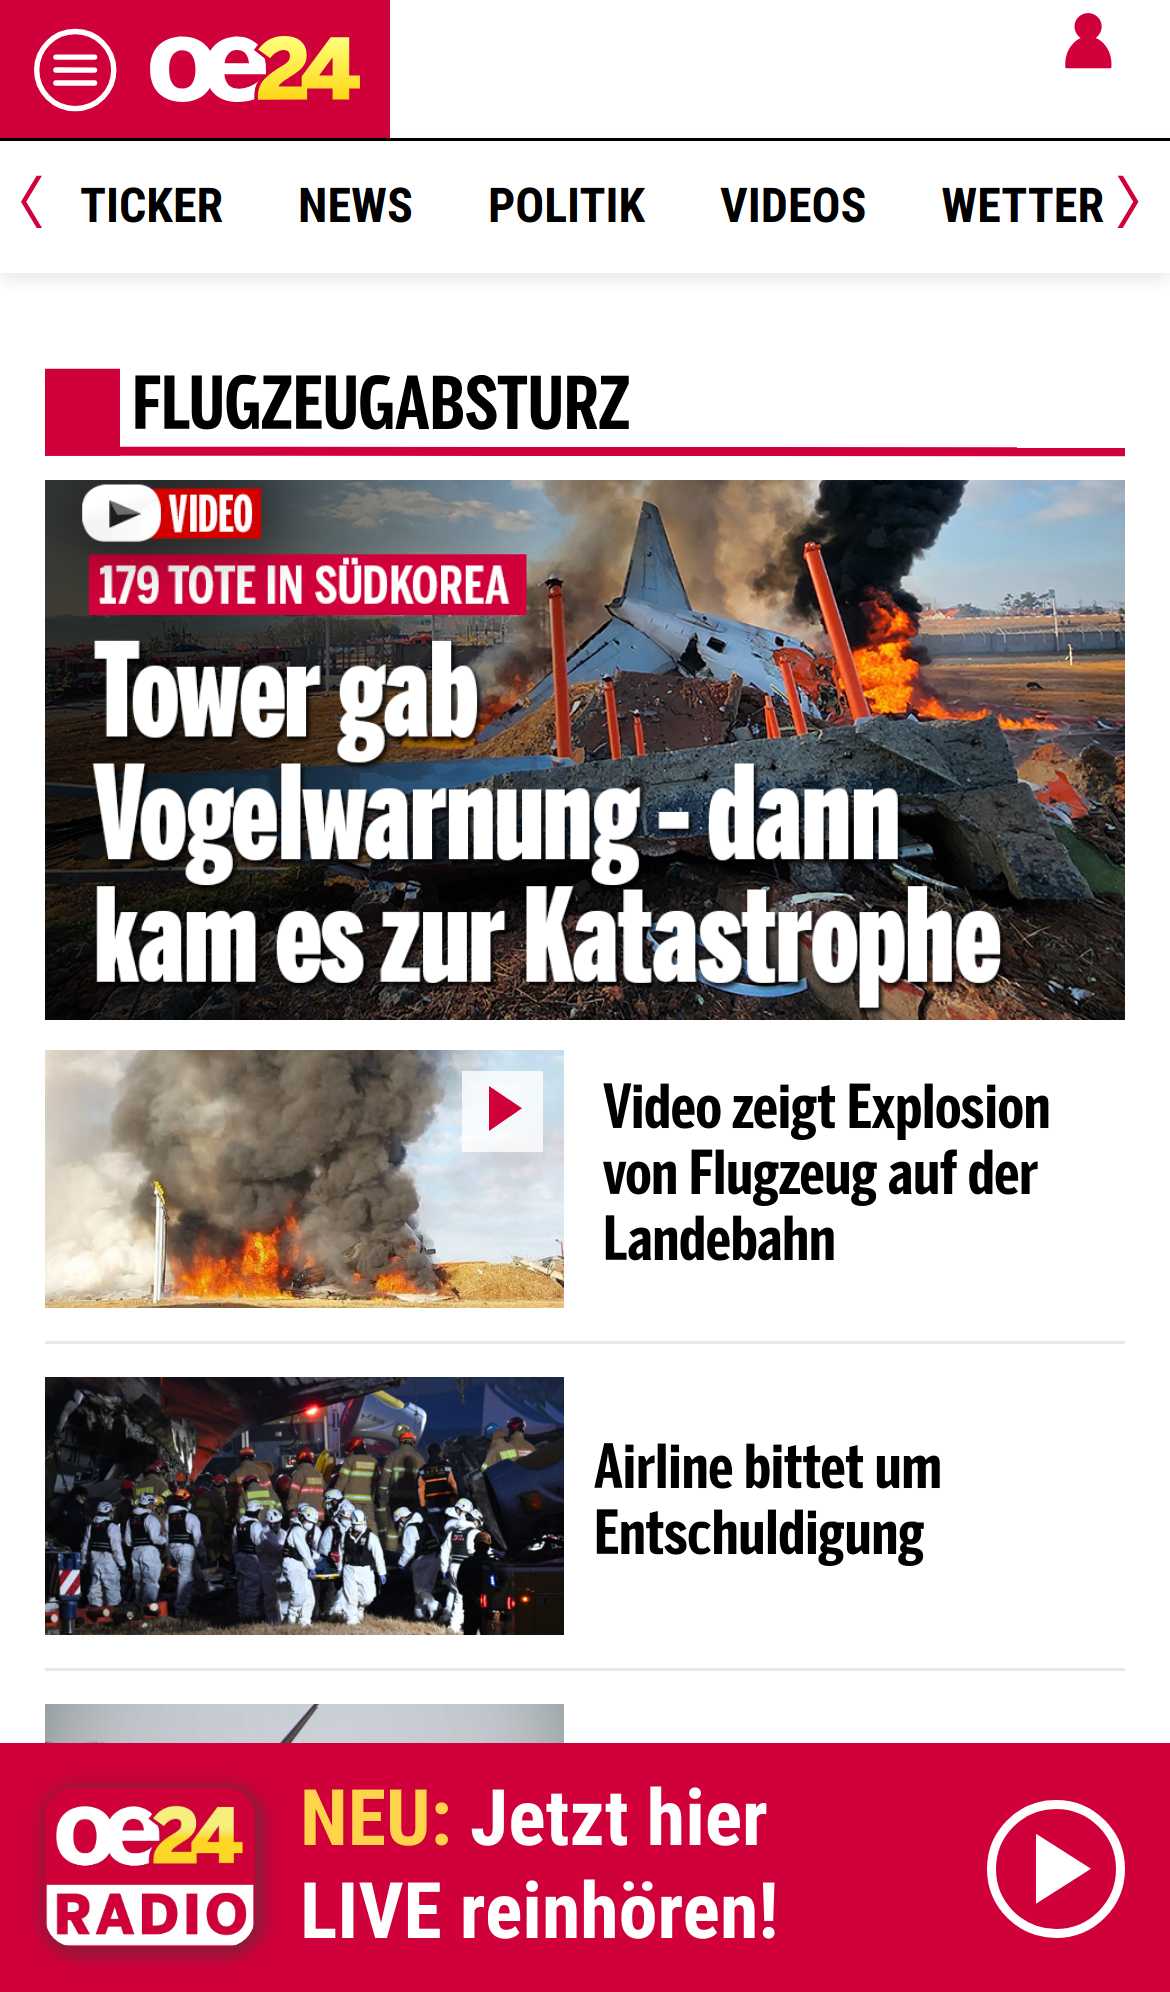 oe24
TICKER NEWS POLITIK VIDEOS WETTER
FLUGZEUGABSTURZ
VIDEO
179 TOTE IN SÜDKOREA
Tower gab
Vogelwarnung - dann
kam es zur Katastrophe
Video zeigt Explosion
von Flugzeug auf der
Landebahn
Airline bittet um
Entschuldigung
oe24
RADIO
NEU: Jetzt hier
LIVE reinhören!